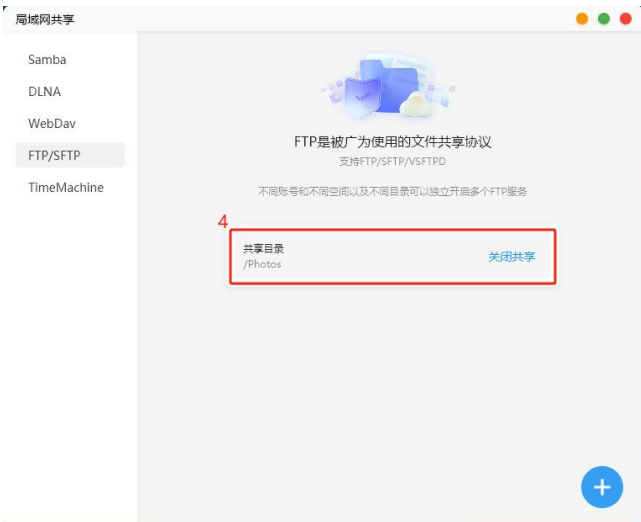 局域网共享
Samba
DLNA
WebDav
FTP/SFTP
TimeMachine
FTP是被广为使用的文件共享协议
支持FTP/SFTP/VSFTPD
不同账号和不同空间以及不同目录可以独立开启多个FTP服务
4
共享目录
/Photos
关闭共享